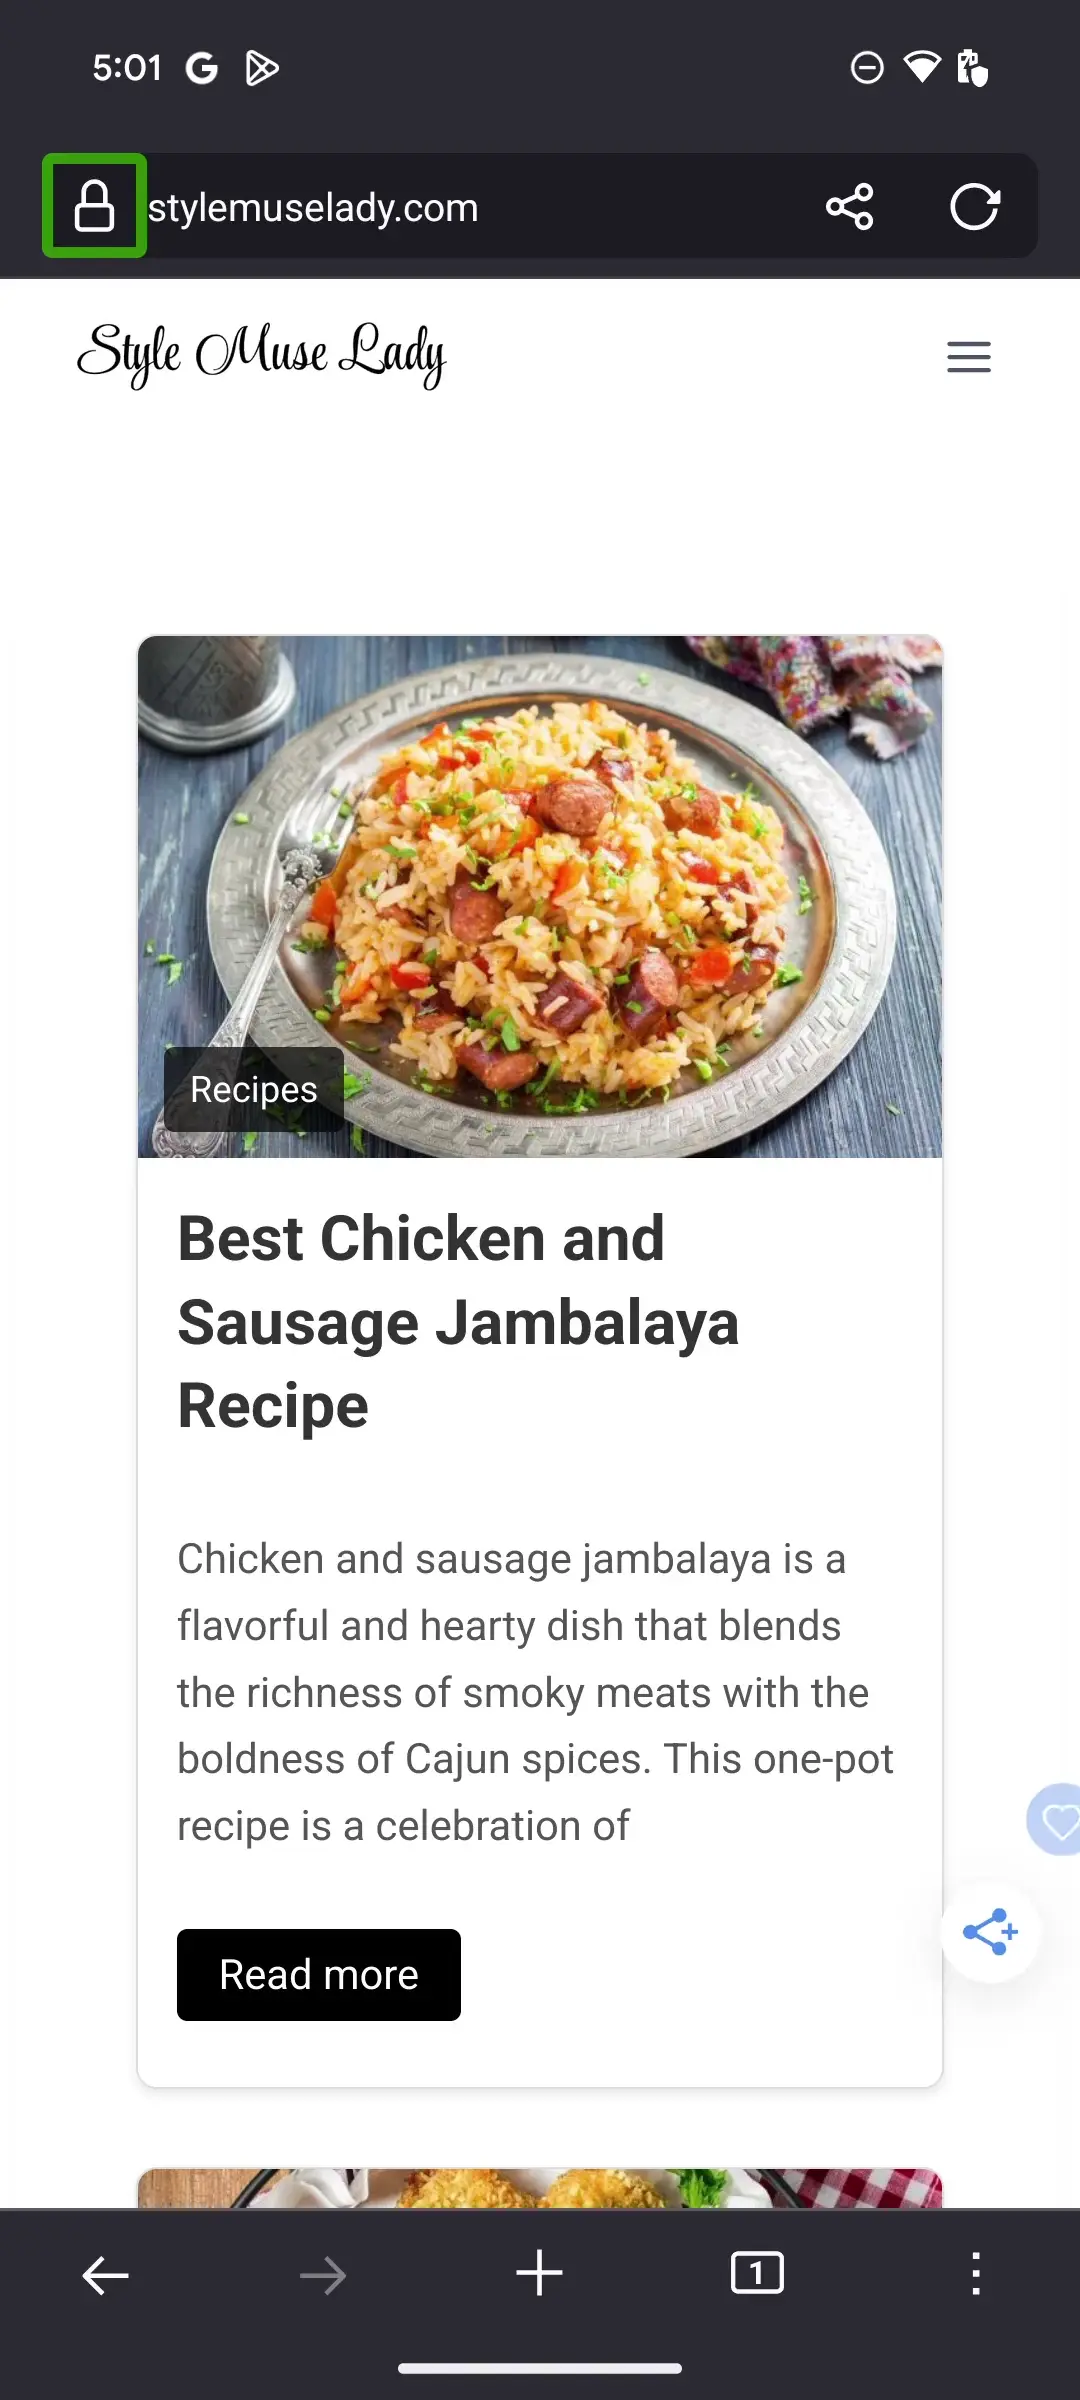 5:01
stylemuselady.com
Style Muse Lady
Recipes
Best Chicken and
Sausage Jambalaya
Recipe
Chicken and sausage jambalaya is a
flavorful and hearty dish that blends
the richness of smoky meats with the
boldness of Cajun spices. This one-pot
recipe is a celebration of
Read more
1